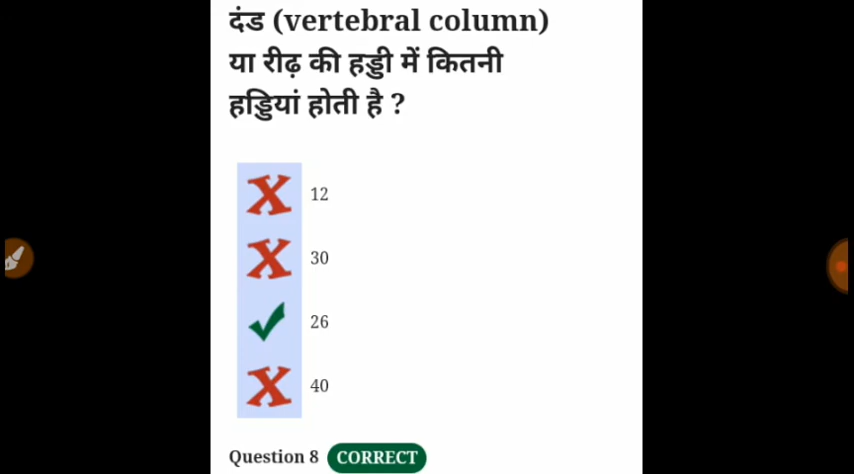 दंड (vertebral column)
या रीढ़ की हड्डी में कितनी
हड्डियां होती है ?
12
30
26
40
Question 8 CORRECT